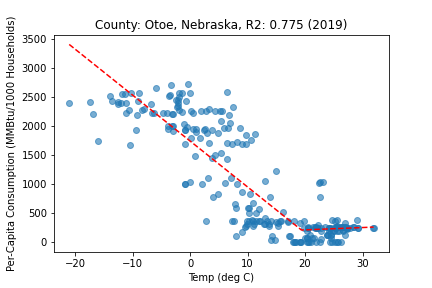 County: Otoe, Nebraska, R2: 0.775 (2019)
Per-Capita Consumption (MMBtu/1000 Households)
3500
3000
2500
2000
1500
1000
500
0
−20 −10 0 10 20 30
Temp (deg C)